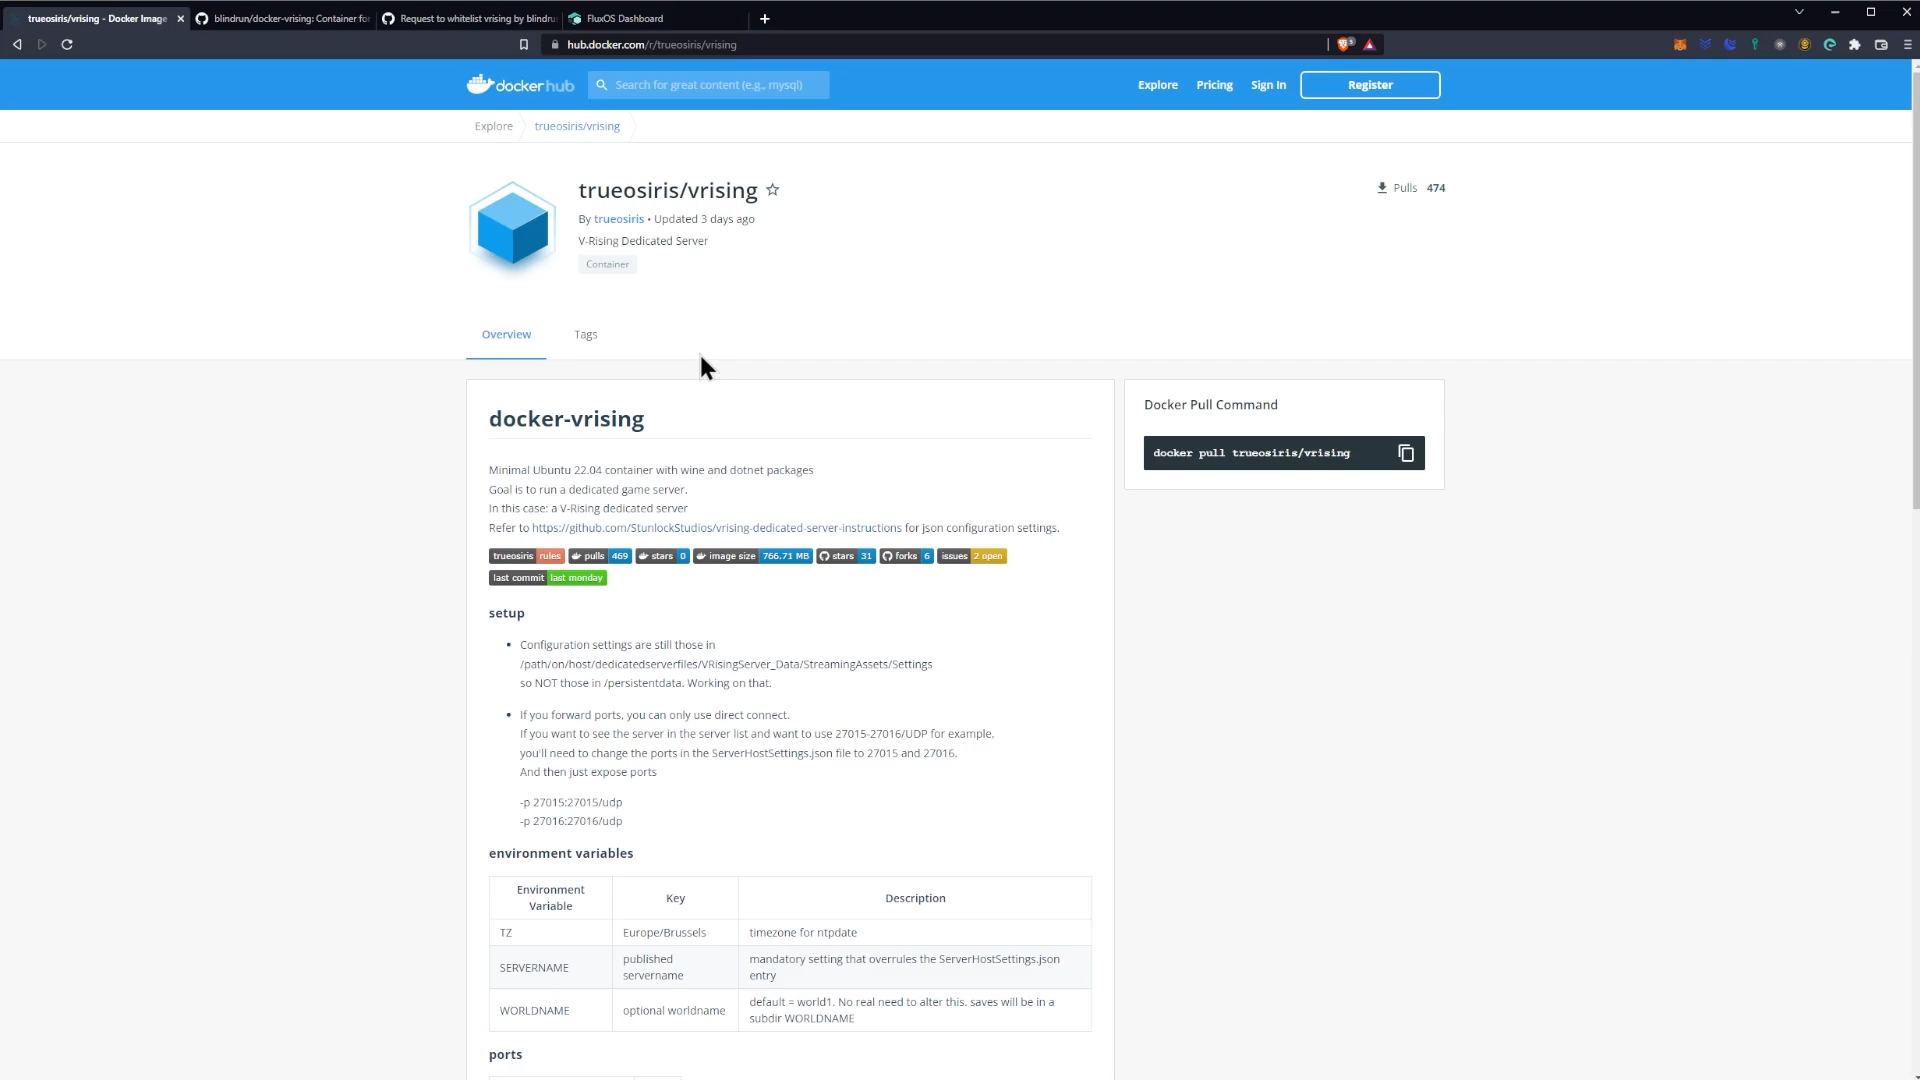 trueosiris/vrising - Docker Image
blindrun/docker-vrising: Container for
Request to whitelist vrising by blindru
FluxOS Dashboard
hub.docker.com/r/trueosiris/vrising
dockerhub
Search for great content (e.g., mysql)
Explore
Pricing
Sign In
Register
Explore
trueosiris/vrising
trueosiris/vrising
Pulls 474
By trueosiris • Updated 3 days ago
V-Rising Dedicated Server
Container
Overview
Tags
docker-vrising
Minimal Ubuntu 22.04 container with wine and dotnet packages
Goal is to run a dedicated game server.
In this case: a V-Rising dedicated server
Refer to https://github.com/StunlockStudios/vrising-dedicated-server-instructions for json configuration settings.
trueosiris rules pulls 469 stars 0 image size 766.71 MB stars 31 forks 6 issues 2 open
last commit last monday
setup
• Configuration settings are still those in
/path/on/host/dedicatedserverfiles/VRisingServer_Data/StreamingAssets/Settings
so NOT those in /persistentdata. Working on that.
• If you forward ports, you can only use direct connect.
If you want to see the server in the server list and want to use 27015-27016/UDP for example.
you'll need to change the ports in the ServerHostSettings.json file to 27015 and 27016.
And then just expose ports
-p 27015:27015/udp
-p 27016:27016/udp
environment variables
Environment Variable
Key
Description
TZ
Europe/Brussels
timezone for ntpdate
SERVERNAME
published servername
mandatory setting that overrules the ServerHostSettings.json entry
WORLDNAME
optional worldname
default = world1. No real need to alter this. saves will be in a subdir WORLDNAME
ports
Docker Pull Command
docker pull trueosiris/vrising